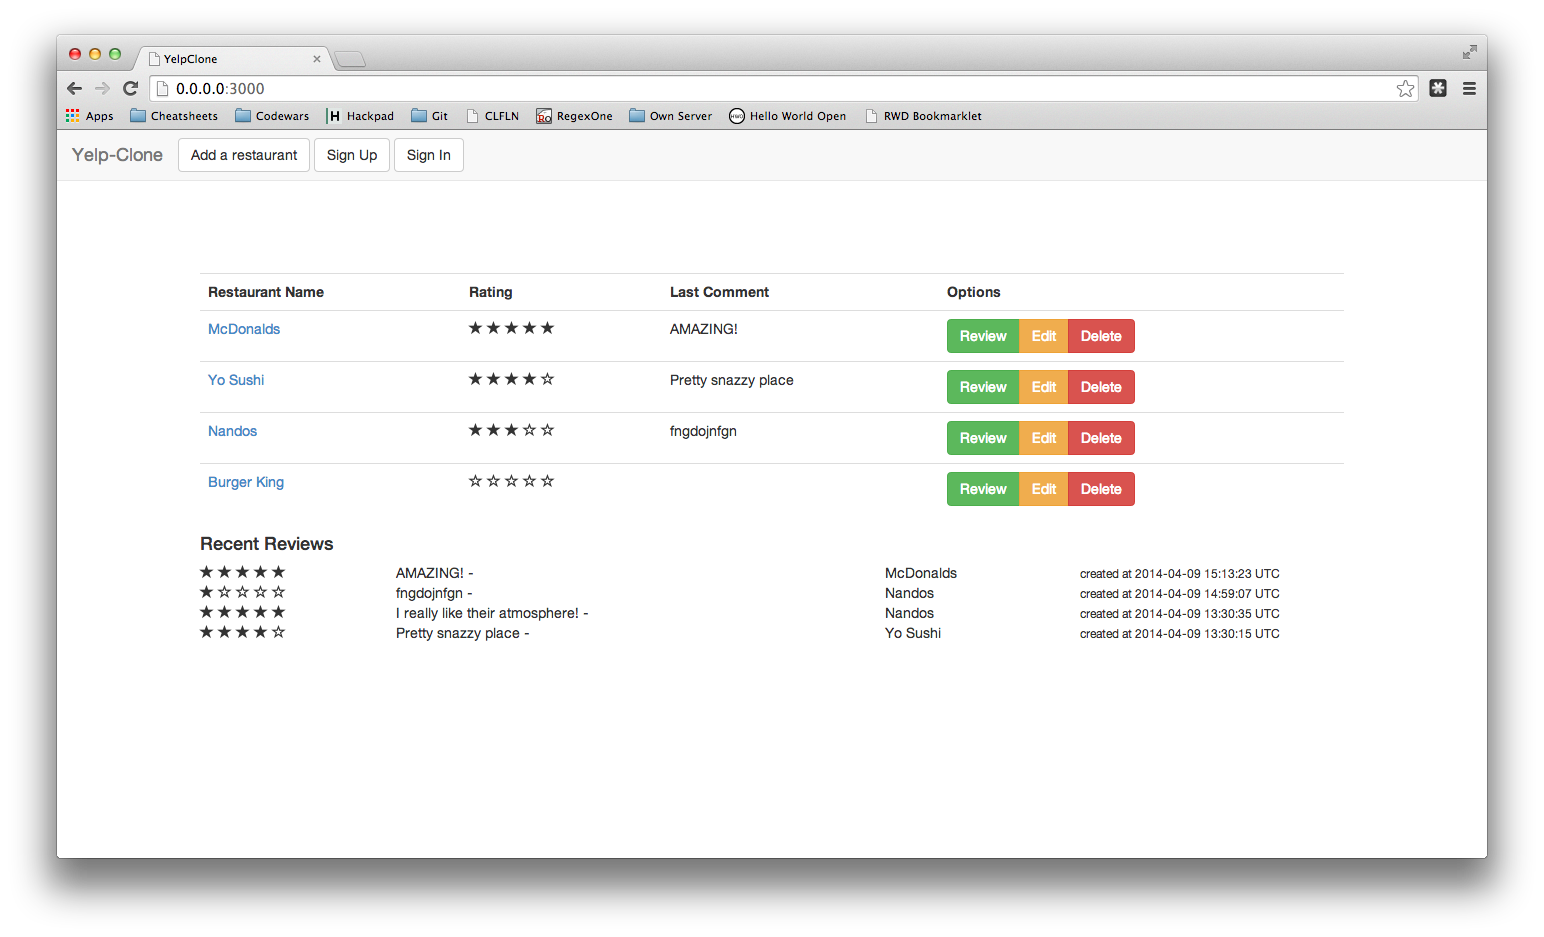 YelpClone
0.0.0.0:3000
Apps Cheatsheets Codewars H Hackpad Git CLFLN RO RegexOne Own Server HWO Hello World Open RWD Bookmarklet
Yelp-Clone Add a restaurant Sign Up Sign In
Restaurant Name Rating Last Comment Options
McDonalds ★★★★★ AMAZING! Review Edit Delete
Yo Sushi ★★★★☆ Pretty snazzy place Review Edit Delete
Nandos ★★★☆☆ fngdojnfgn Review Edit Delete
Burger King ☆☆☆☆☆ Review Edit Delete
Recent Reviews
★★★★★ AMAZING! - McDonalds created at 2014-04-09 15:13:23 UTC
★☆☆☆☆ fngdojnfgn - Nandos created at 2014-04-09 14:59:07 UTC
★★★★★ I really like their atmosphere! - Nandos created at 2014-04-09 13:30:35 UTC
★★★★☆ Pretty snazzy place - Yo Sushi created at 2014-04-09 13:30:15 UTC